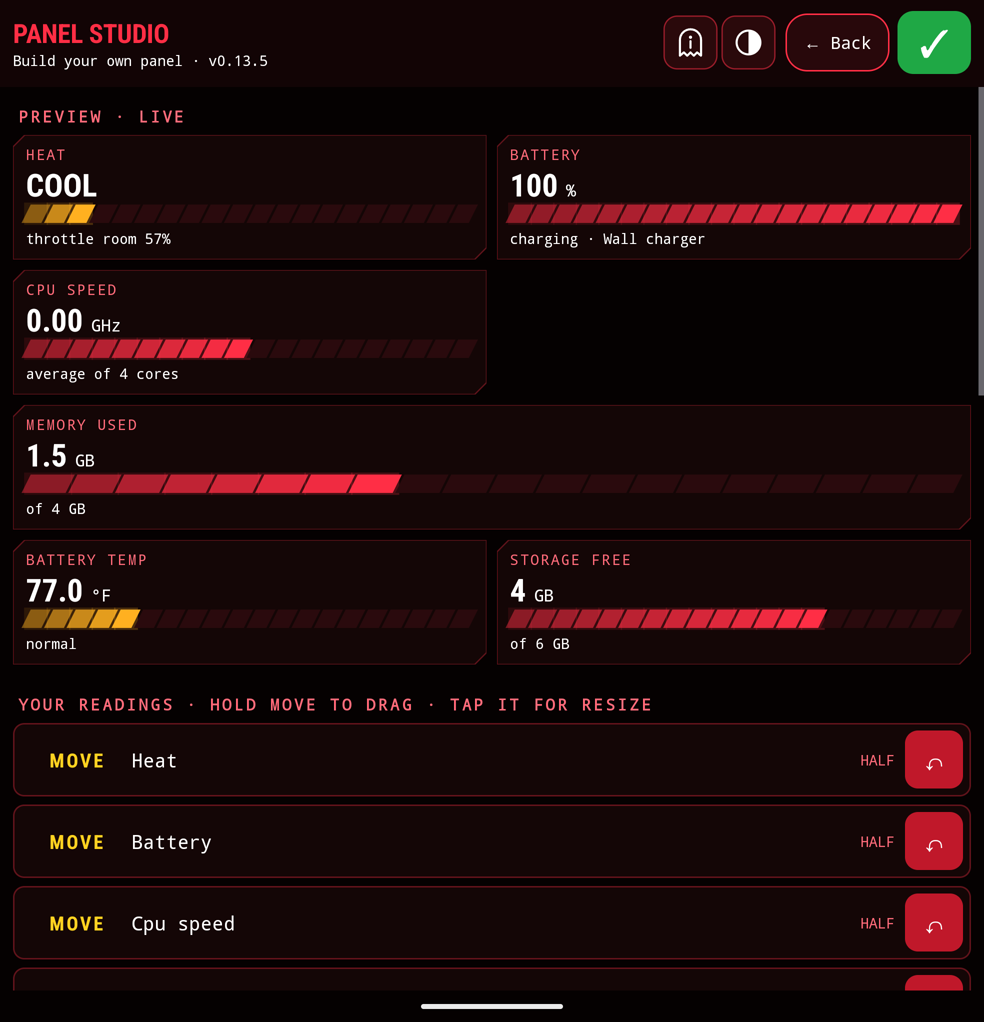 PANEL STUDIO
Build your own panel · v0.13.5
← Back
PREVIEW · LIVE
HEAT
COOL
throttle room 57%
BATTERY
100 %
charging · Wall charger
CPU SPEED
0.00 GHz
average of 4 cores
MEMORY USED
1.5 GB
of 4 GB
BATTERY TEMP
77.0 °F
normal
STORAGE FREE
4 GB
of 6 GB
YOUR READINGS · HOLD MOVE TO DRAG · TAP IT FOR RESIZE
MOVE Heat HALF
MOVE Battery HALF
MOVE Cpu speed HALF